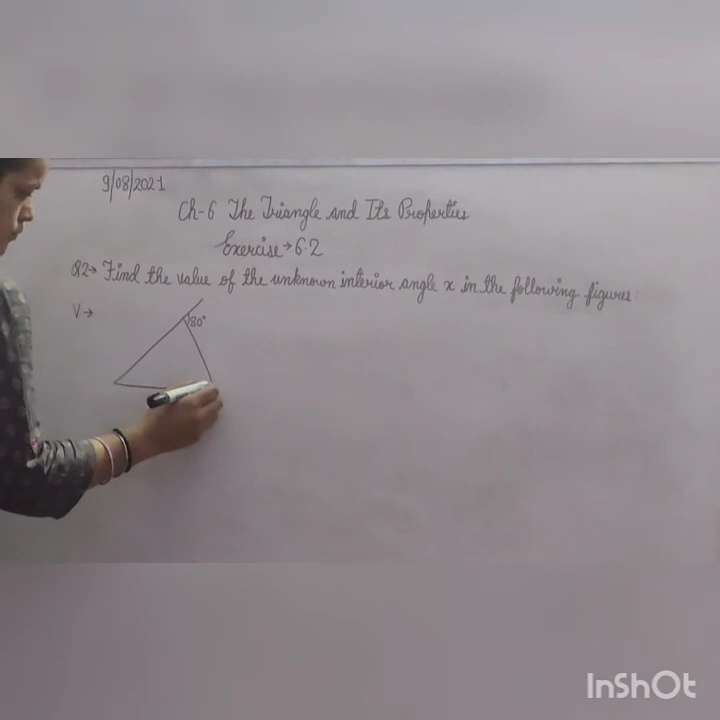 9/08/2021
Ch-6 The Triangle and Its Properties
Exercise→6.2
Q2→ Find the value of the unknown interior angle x in the following figures:
V→
80°
InShOt